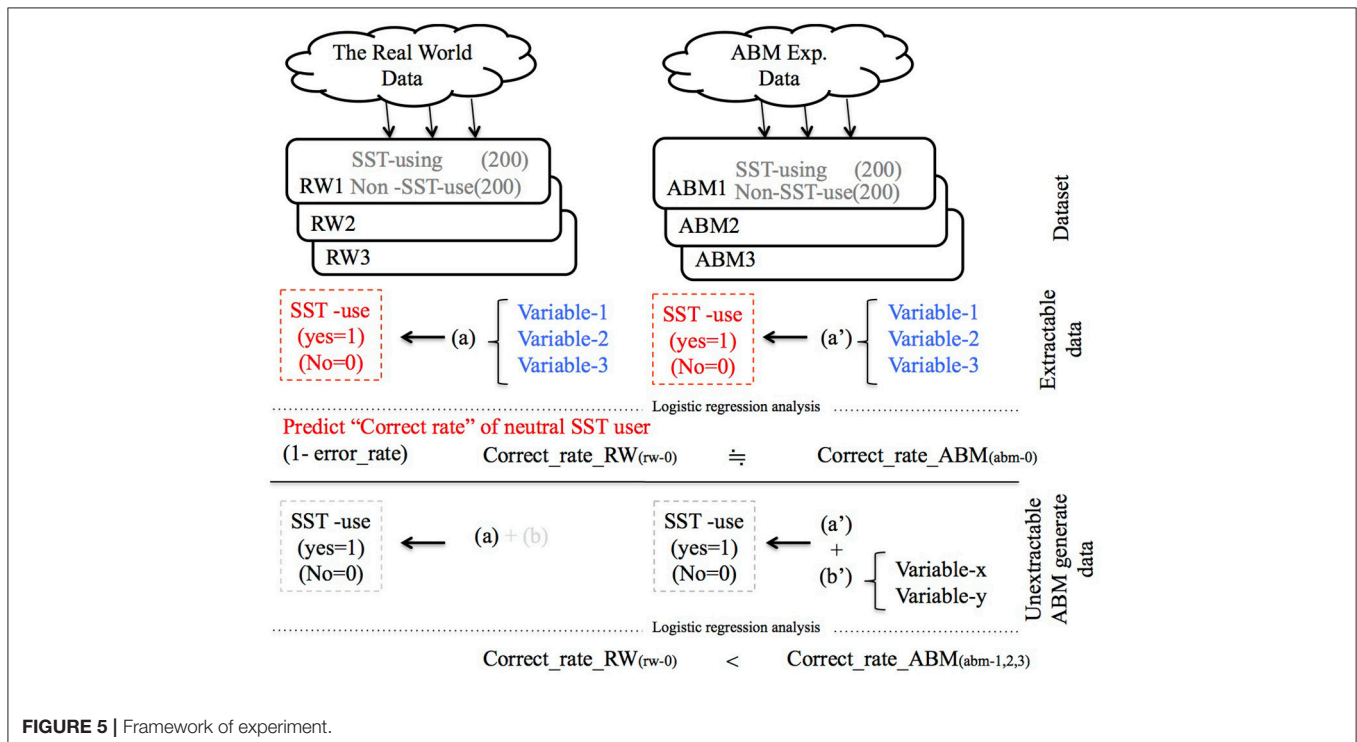 The Real World
Data
ABM Exp.
Data
SST-using (200)
RW1 Non -SST-use(200)
RW2
RW3
SST-using (200)
ABM1 Non-SST-use(200)
ABM2
ABM3
Dataset
SST -use
(yes=1)
(No=0)
(a)
Variable-1
Variable-2
Variable-3
SST -use
(yes=1)
(No=0)
(a’)
Variable-1
Variable-2
Variable-3
Extractable
data
Logistic regression analysis
Predict “Correct rate” of neutral SST user
(1- error_rate) Correct_rate_RW(rw-0) ≒ Correct_rate_ABM(abm-0)
SST -use
(yes=1)
(No=0)
(a) + (b)
SST -use
(yes=1)
(No=0)
(a’)
+
(b’)
Variable-x
Variable-y
Unextractable
ABM generate
data
Logistic regression analysis
Correct_rate_RW(rw-0) < Correct_rate_ABM(abm-1,2,3)
FIGURE 5 | Framework of experiment.